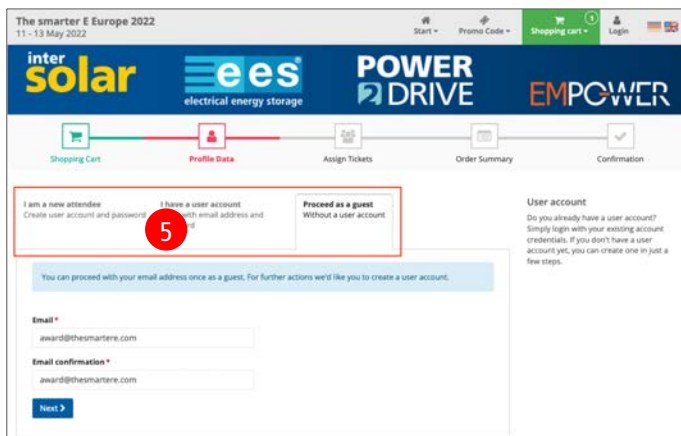 The smarter E Europe 2022
11 - 13 May 2022
Start
Promo Code
Shopping cart
1
Login
inter
solar
ees
electrical energy storage
POWER
2 DRIVE
EMPOWER
Shopping Cart
Profile Data
Assign Tickets
Order Summary
Confirmation
I am a new attendee
Create user account and password
I have a user account
with email address and
Proceed as a guest
Without a user account
5
User account
Do you already have a user account?
Simply login with your existing account
credentials. If you don't have a user
account yet, you can create one in just a
few steps.
You can proceed with your email address once as a guest. For further actions we'd like you to create a user account.
Email *
award@thesmartere.com
Email confirmation *
award@thesmartere.com
Next